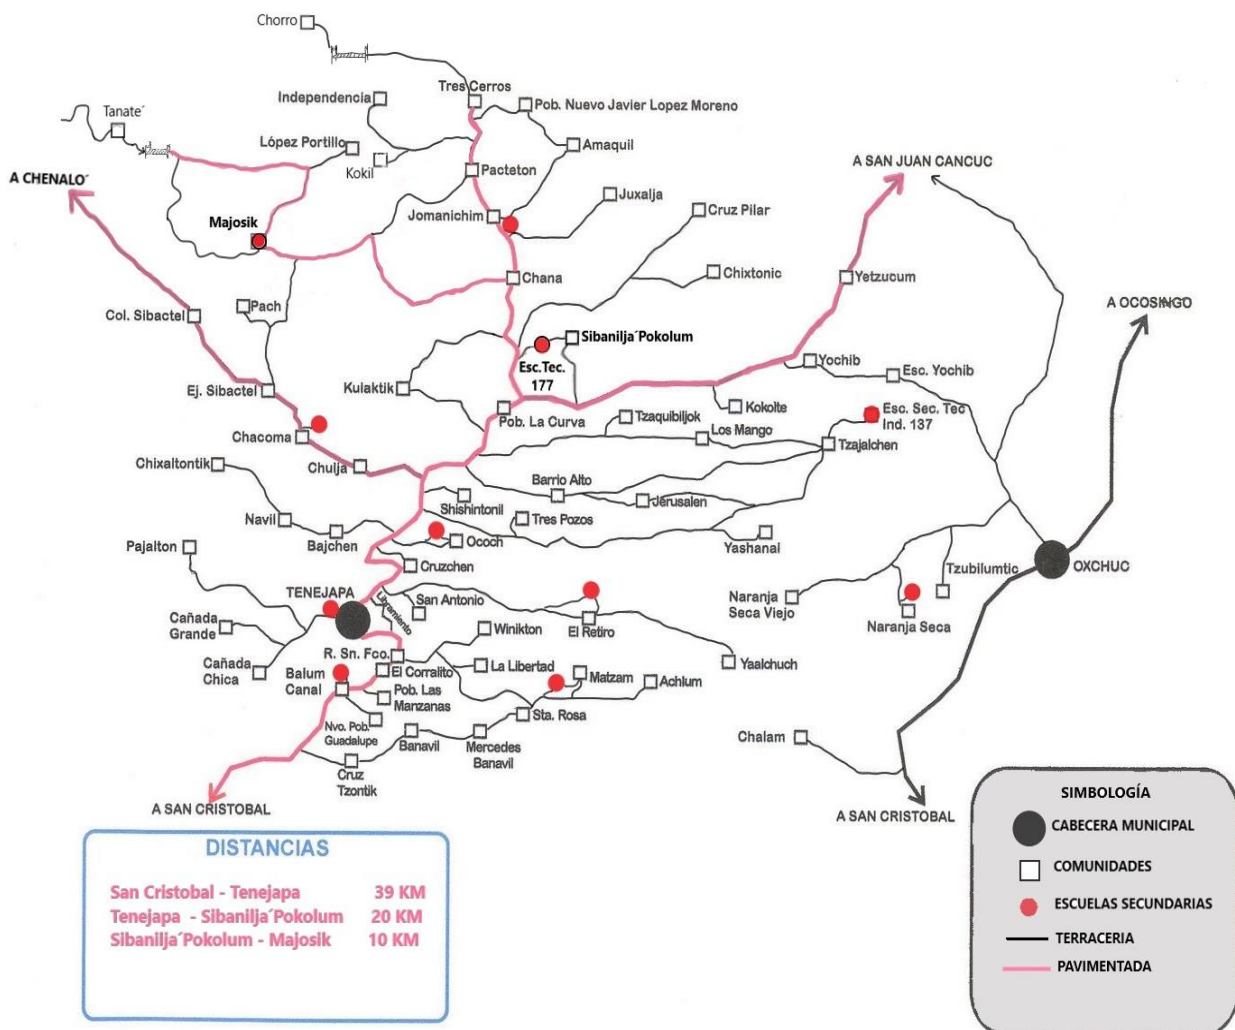 Chorro
Tres Cerros
Independencia
Pob. Nuevo Javier Lopez Moreno
Tanate´
López Portillo
Amaquil
Kokil
Pacteton
A CHENALO´
A SAN JUAN CANCUC
Majosik
Jomanichim
Juxalja
Cruz Pilar
Chana
Chixtonic
Yetzucum
Pach
Col. Sibactel
A OCOSINGO
Sibanilja´Pokolum
Esc.Tec.
177
Yochib
Esc. Yochib
Ej. Sibactel
Kulaktik
Pob. La Curva
Kokolte
Tzaquibiljok
Esc. Sec. Tec
Ind. 137
Los Mango
Chacoma
Tzajalchen
Chixaltontik
Chulja
Barrio Alto
Jerusalen
Shishintonil
Navil
Tres Pozos
Bajchen
Ococh
Yashanal
Pajalton
Cruzchen
OXCHUC
Tzubilumtic
TENEJAPA
Libramiento
San Antonio
Naranja
Seca Viejo
Naranja Seca
Cañada
Grande
Winikton
El Retiro
R. Sn. Fco.
Cañada
Chica
Balum
Canal
El Corralito
La Libertad
Matzam
Yaalchuch
Achlum
Pob. Las
Manzanas
Nvo. Pob.
Guadalupe
Sta. Rosa
Banavil
Mercedes
Banavil
Chalam
Cruz
Tzontik
A SAN CRISTOBAL
A SAN CRISTOBAL
DISTANCIAS
San Cristobal - Tenejapa 39 KM
Tenejapa - Sibanilja´Pokolum 20 KM
Sibanilja´Pokolum - Majosik 10 KM
SIMBOLOGÍA
CABECERA MUNICIPAL
COMUNIDADES
ESCUELAS SECUNDARIAS
TERRACERIA
PAVIMENTADA